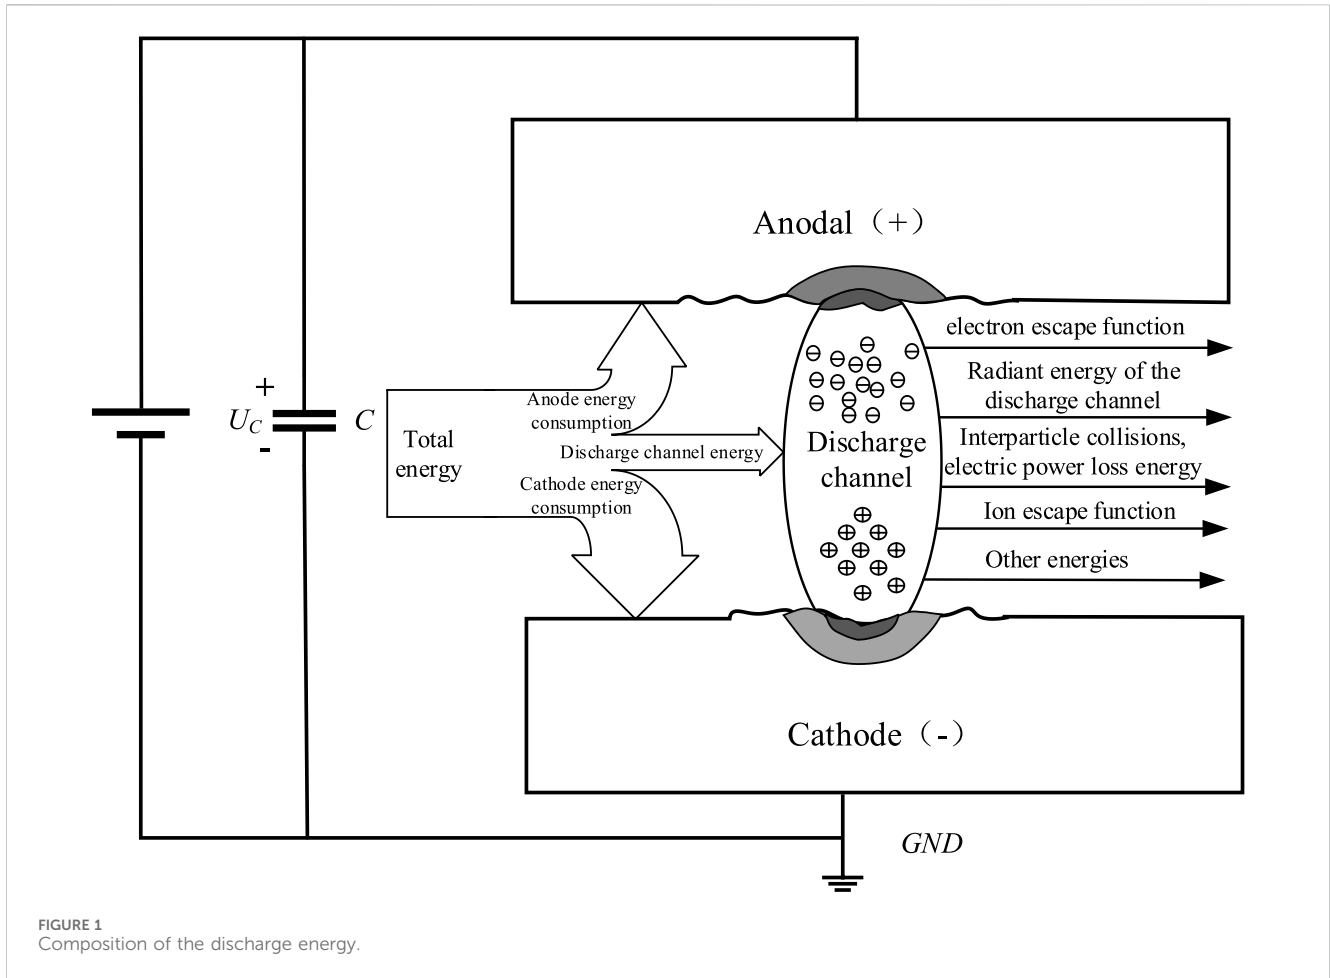 Anodal（+）
electron escape function
Radiant energy of the
discharge channel
Interparticle collisions,
electric power loss energy
Ion escape function
Other energies
+
U_C
-
C
Total
energy
Anode energy
consumption
Discharge channel energy
Cathode energy
consumption
Discharge
channel
Cathode（-）
GND
FIGURE 1
Composition of the discharge energy.